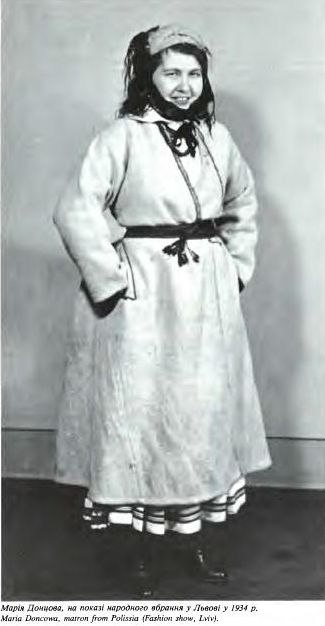 Марія Донцова, на показі народного вбрання у Львові у 1934 р.
Maria Doncowa, matron from Polissia (Fashion show, Lviv).